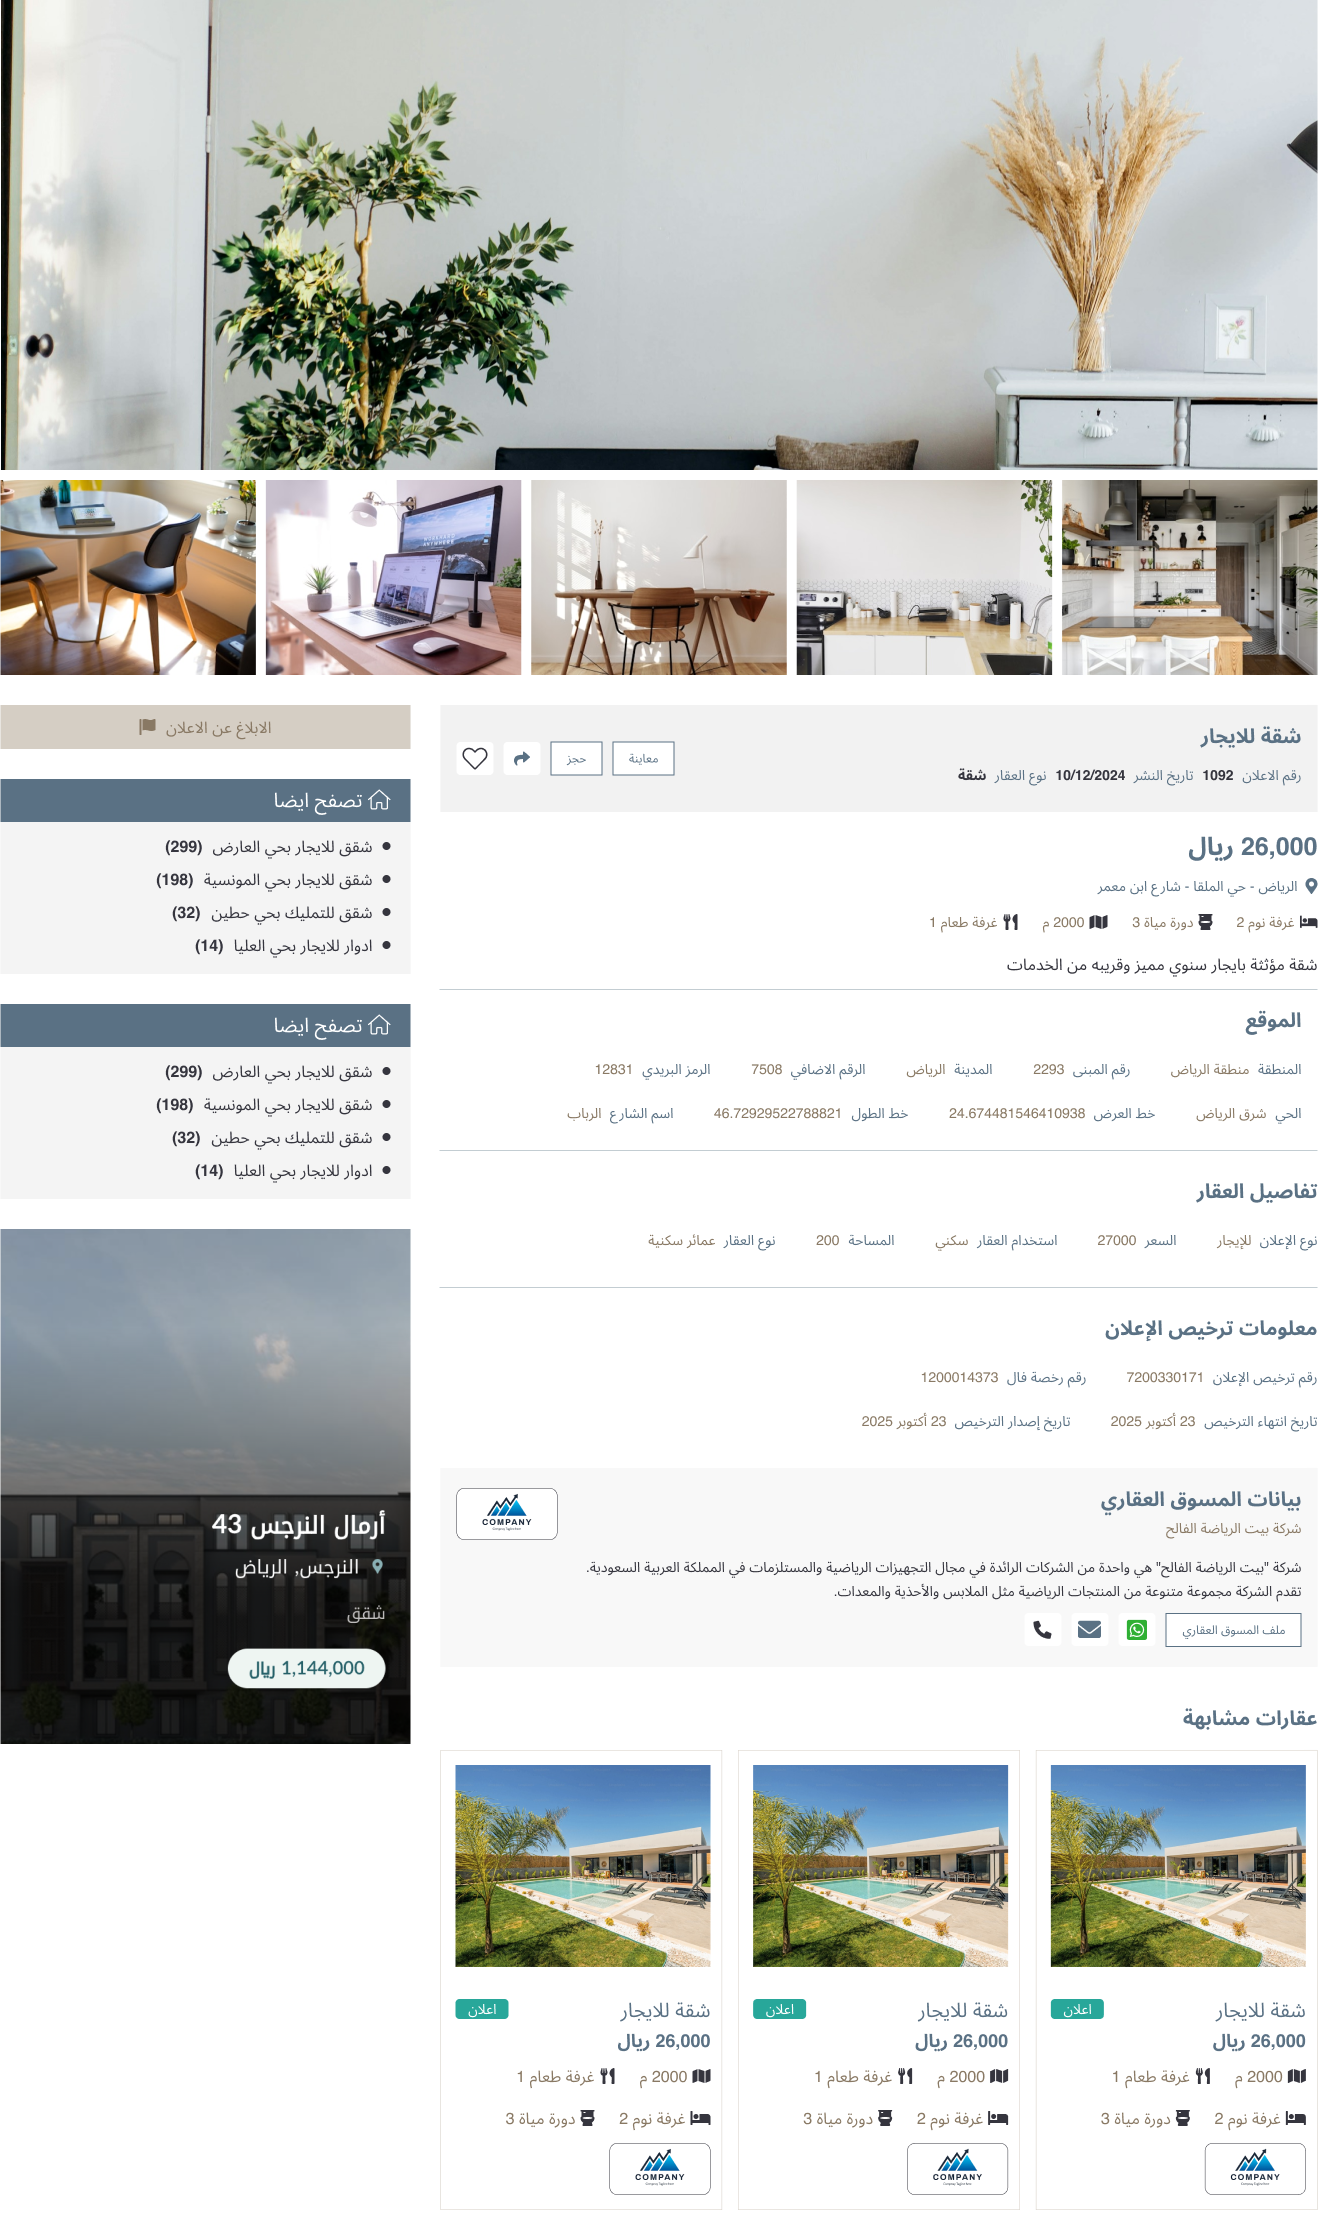 شقة للايجار
رقم الاعلان 1092 تاريخ النشر 10/12/2024 نوع العقار شقة
معاينة
حجز
26,000 ريال
الرياض - حي الملقا - شارع ابن معمر
غرفة نوم 2 دورة مياة 3 2000 م غرفة طعام 1
شقة مؤثثة بايجار سنوي مميز وقريبه من الخدمات
الموقع
المنطقة منطقة الرياض رقم المبنى 2293 المدينة الرياض الرقم الاضافي 7508 الرمز البريدي 12831
الحي شرق الرياض خط العرض 24.674481546410938 خط الطول 46.72929522788821 اسم الشارع الرباب
تفاصيل العقار
نوع الإعلان للإيجار السعر 27000 استخدام العقار سكني المساحة 200 نوع العقار عمائر سكنية
معلومات ترخيص الإعلان
رقم ترخيص الإعلان 7200330171 رقم رخصة فال 1200014373
تاريخ انتهاء الترخيص 23 أكتوبر 2025 تاريخ إصدار الترخيص 23 أكتوبر 2025
بيانات المسوق العقاري
شركة بيت الرياضة الفالح
COMPANY
شركة "بيت الرياضة الفالح" هي واحدة من الشركات الرائدة في مجال التجهيزات الرياضية والمستلزمات في المملكة العربية السعودية.
تقدم الشركة مجموعة متنوعة من المنتجات الرياضية مثل الملابس والأحذية والمعدات.
ملف المسوق العقاري
عقارات مشابهة
شقة للايجار
اعلان
26,000 ريال
2000 م غرفة طعام 1
غرفة نوم 2 دورة مياة 3
COMPANY
شقة للايجار
اعلان
26,000 ريال
2000 م غرفة طعام 1
غرفة نوم 2 دورة مياة 3
COMPANY
شقة للايجار
اعلان
26,000 ريال
2000 م غرفة طعام 1
غرفة نوم 2 دورة مياة 3
COMPANY
الابلاغ عن الاعلان
تصفح ايضا
شقق للايجار بحي العارض (299)
شقق للايجار بحي المونسية (198)
شقق للتمليك بحي حطين (32)
ادوار للايجار بحي العليا (14)
تصفح ايضا
شقق للايجار بحي العارض (299)
شقق للايجار بحي المونسية (198)
شقق للتمليك بحي حطين (32)
ادوار للايجار بحي العليا (14)
أرمال النرجس 43
النرجس, الرياض
شقق
1,144,000 ريال